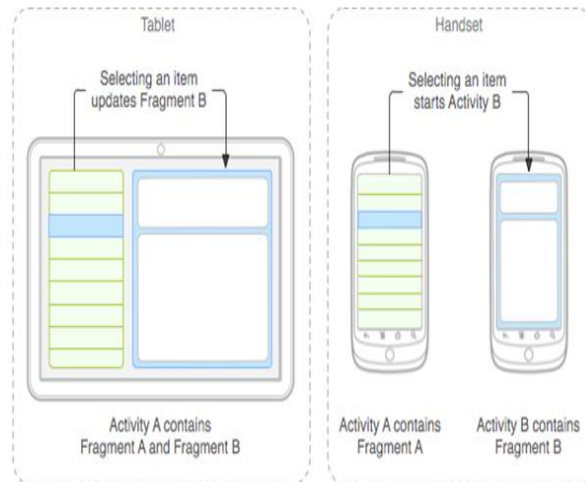 Tablet
Selecting an item
updates Fragment B
Activity A contains
Fragment A and Fragment B
Handset
Selecting an item
starts Activity B
Activity A contains
Fragment A
Activity B contains
Fragment B